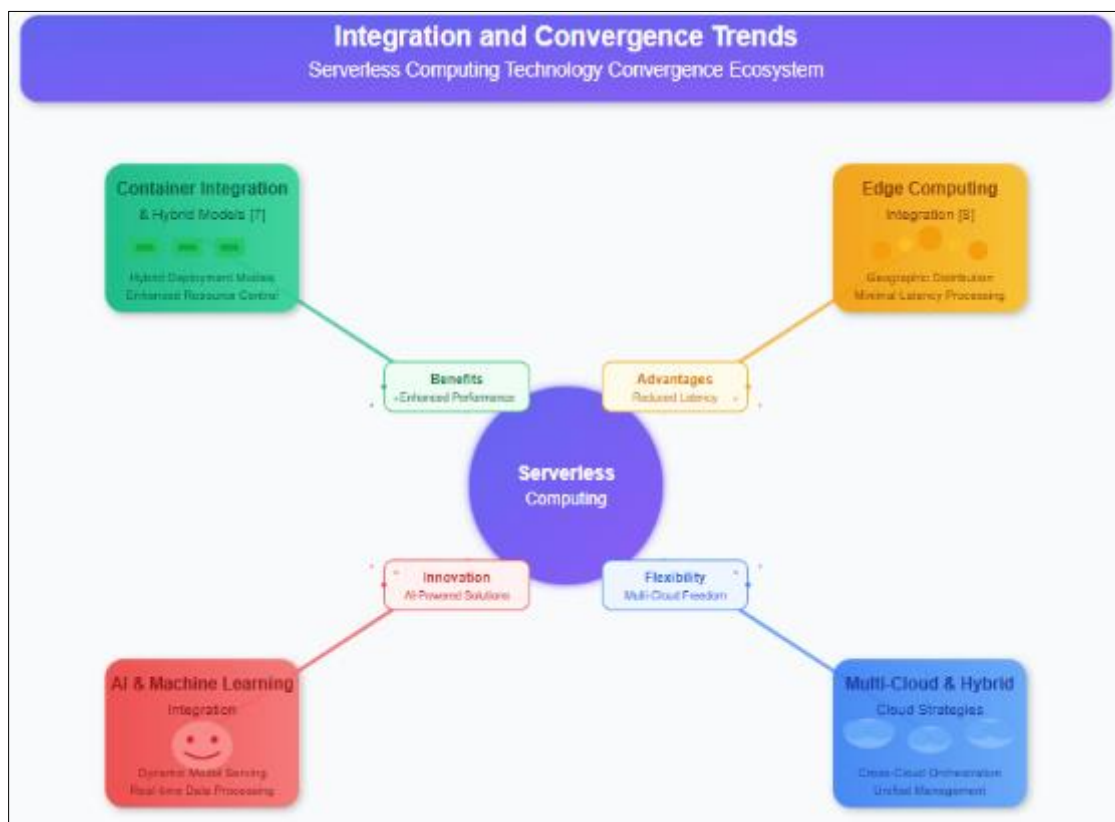 Integration and Convergence Trends
Serverless Computing Technology Convergence Ecosystem
Container Integration
& Hybrid Models [7]
Hybrid Deployment Models
Enhanced Resource Control
Edge Computing
Integration [8]
Geographic Distribution
Minimal Latency Processing
Benefits
Enhanced Performance
Advantages
Reduced Latency
Serverless
Computing
Innovation
AI-Powered Solutions
Flexibility
Multi-Cloud Freedom
AI & Machine Learning
Integration
Dynamic Model Serving
Real-time Data Processing
Multi-Cloud & Hybrid
Cloud Strategies
Cross-Cloud Orchestration
Unified Management